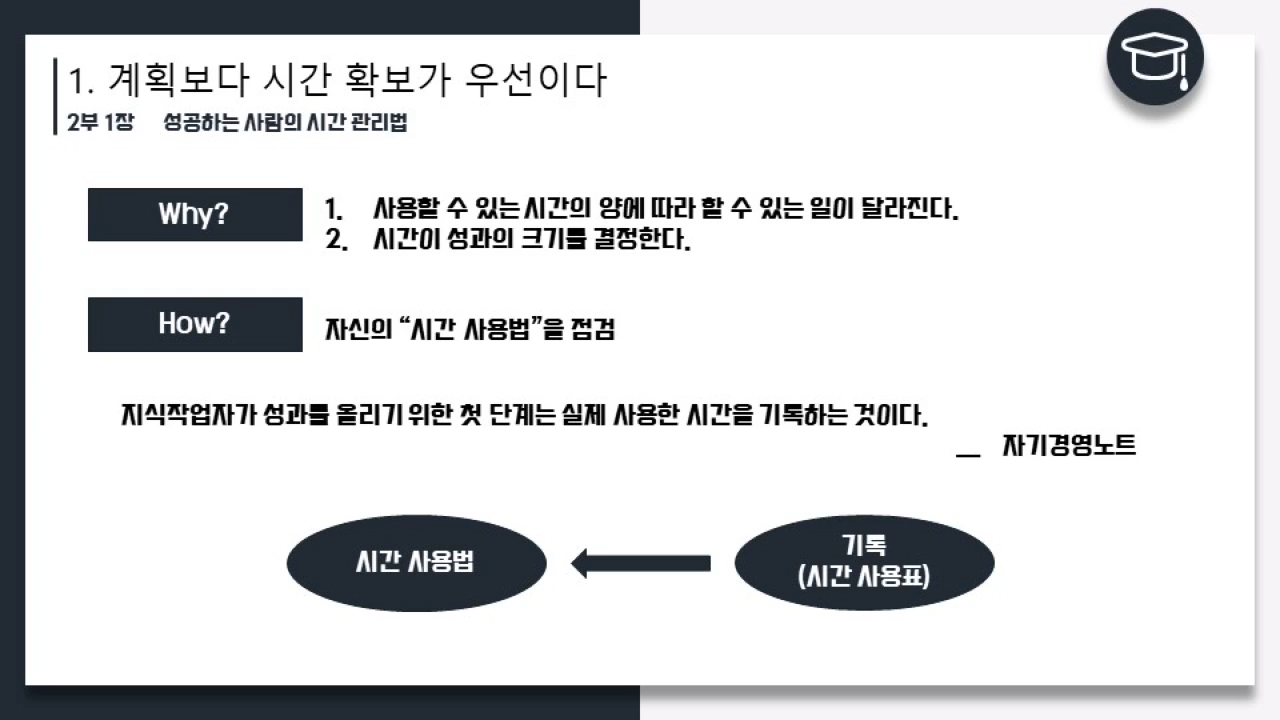 1. 계획보다 시간 확보가 우선이다
2부 1장 성공하는 사람의 시간 관리법
Why?
1. 사용할 수 있는 시간의 양에 따라 할 수 있는 일이 달라진다.
2. 시간이 성과의 크기를 결정한다.
How?
자신의 “시간 사용법”을 점검
지식작업자가 성과를 올리기 위한 첫 단계는 실제 사용한 시간을 기록하는 것이다.
__ 자기경영노트
시간 사용법
기록
(시간 사용표)